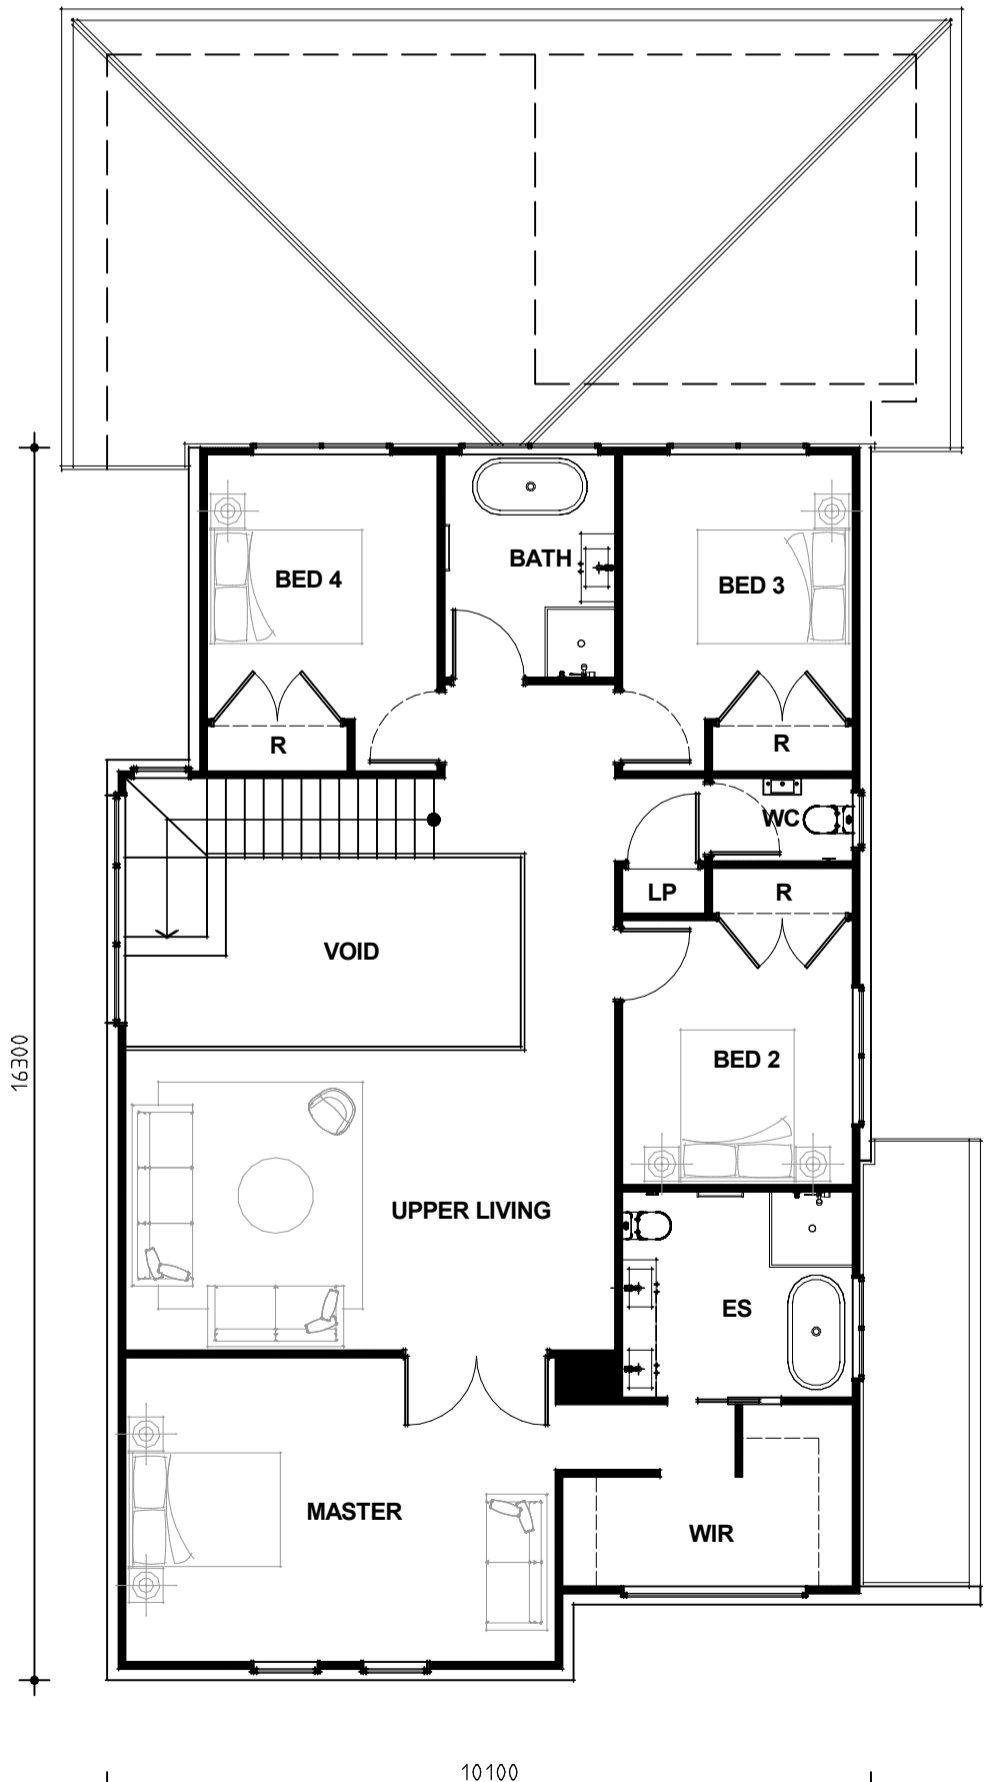 BATH
BED 4
BED 3
R
R
WC
LP
R
VOID
16300
BED 2
UPPER LIVING
ES
MASTER
WIR
10100